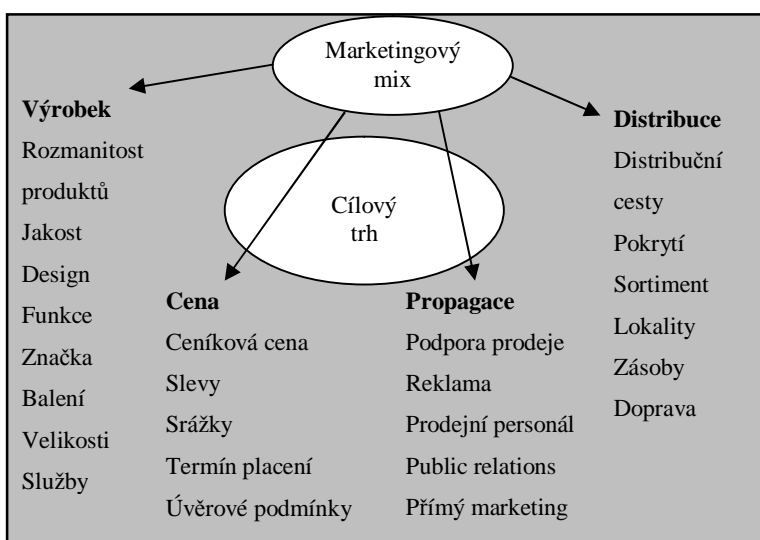 Marketingový
mix
Výrobek
Rozmanitost
produktů
Jakost
Design
Funkce
Značka
Balení
Velikosti
Služby
Cílový
trh
Cena
Ceníková cena
Slevy
Srážky
Termín placení
Úvěrové podmínky
Propagace
Podpora prodeje
Reklama
Prodejní personál
Public relations
Přímý marketing
Distribuce
Distribuční
cesty
Pokrytí
Sortiment
Lokality
Zásoby
Doprava